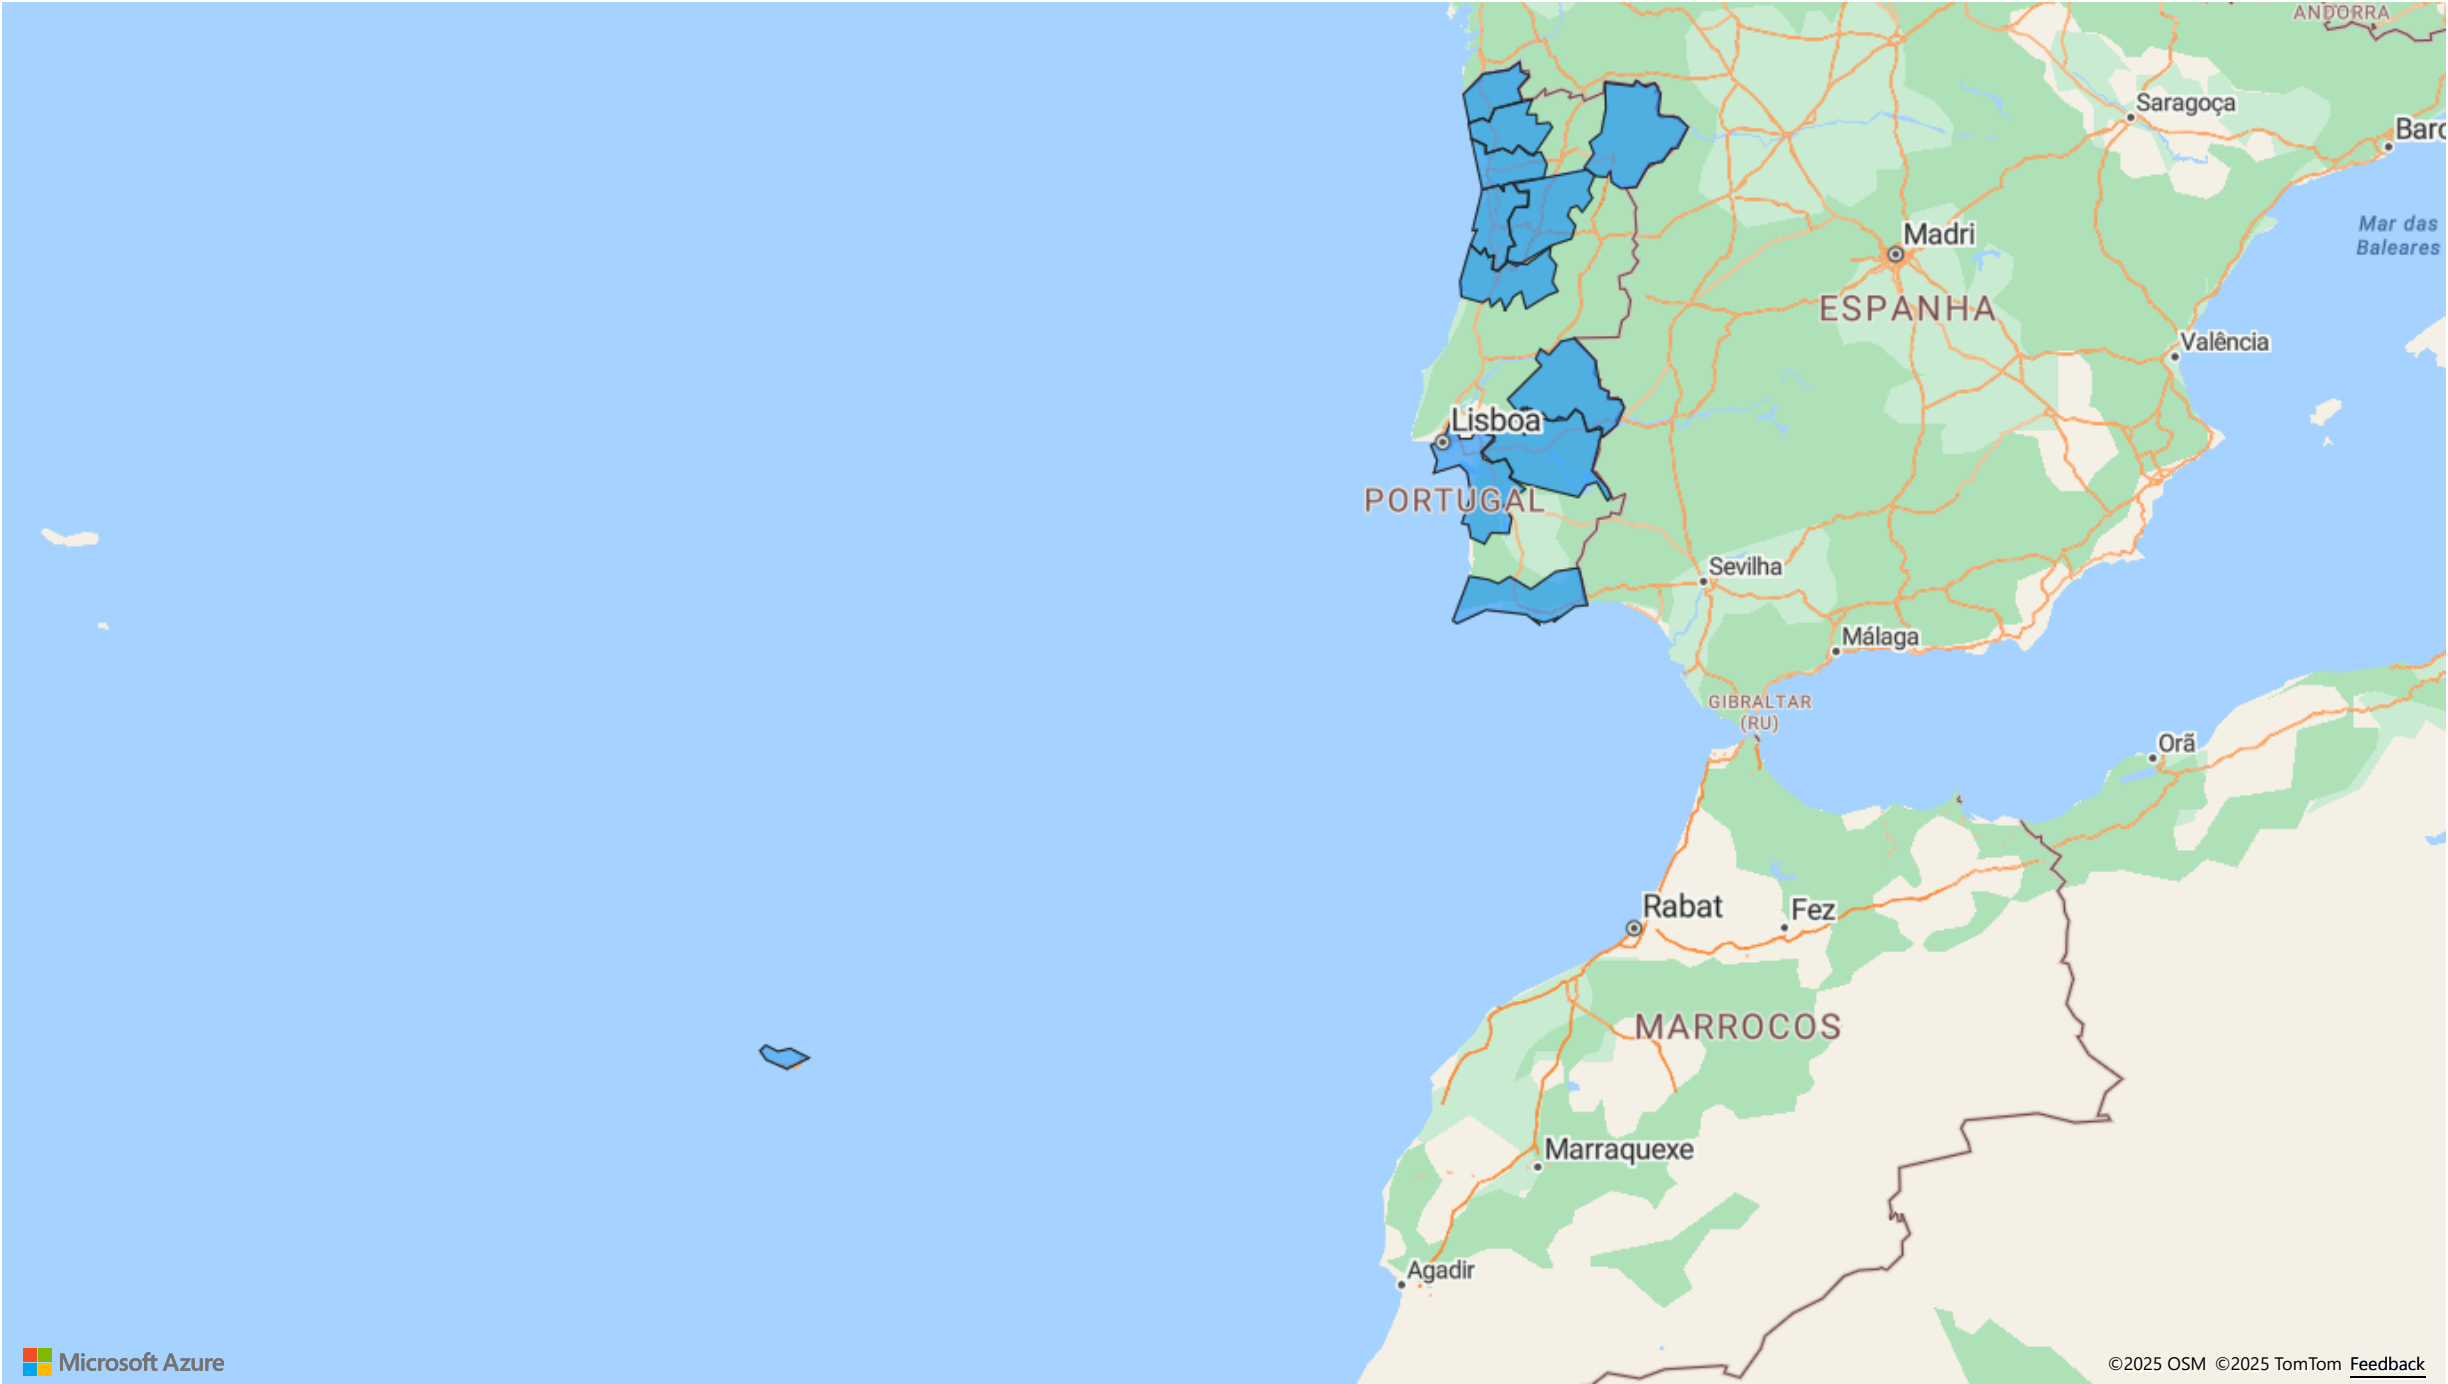 ANDORRA
Saragoça
Barc
Mar das
Baleares
Madri
ESPANHA
Valência
Lisboa
PORTUGAL
Sevilha
Málaga
GIBRALTAR
(RU)
Orã
Rabat
Fez
MARROCOS
Marraquexe
Agadir
Microsoft Azure
©2025 OSM ©2025 TomTom Feedback